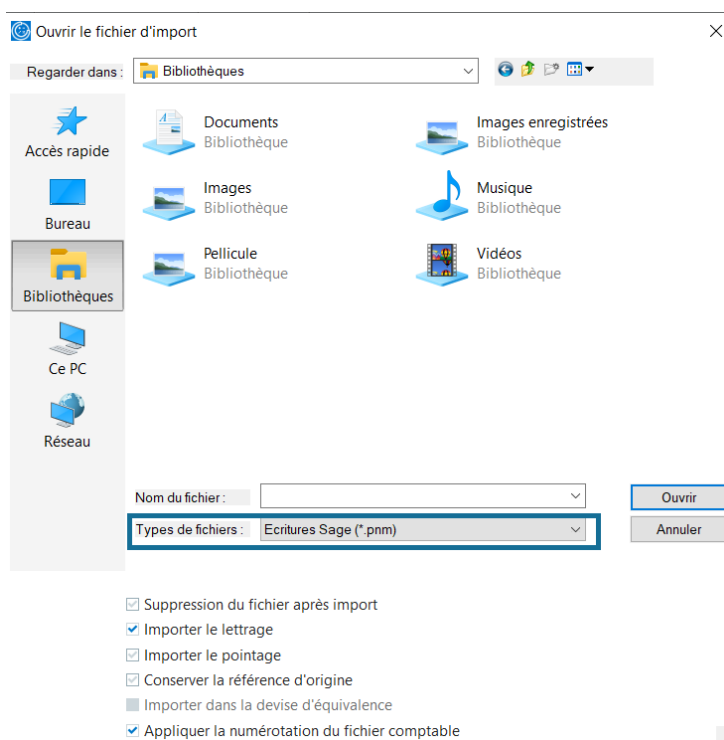 Ouvrir le fichier d'import
Regarder dans : Bibliothèques
Accès rapide
Bureau
Bibliothèques
Ce PC
Réseau
Documents
Bibliothèque
Images enregistrées
Bibliothèque
Images
Bibliothèque
Musique
Bibliothèque
Pellicule
Bibliothèque
Vidéos
Bibliothèque
Nom du fichier :
Ouvrir
Types de fichiers : Ecritures Sage (*.pnm)
Annuler
Suppression du fichier après import
Importer le lettrage
Importer le pointage
Conserver la référence d'origine
Importer dans la devise d'équivalence
Appliquer la numérotation du fichier comptable